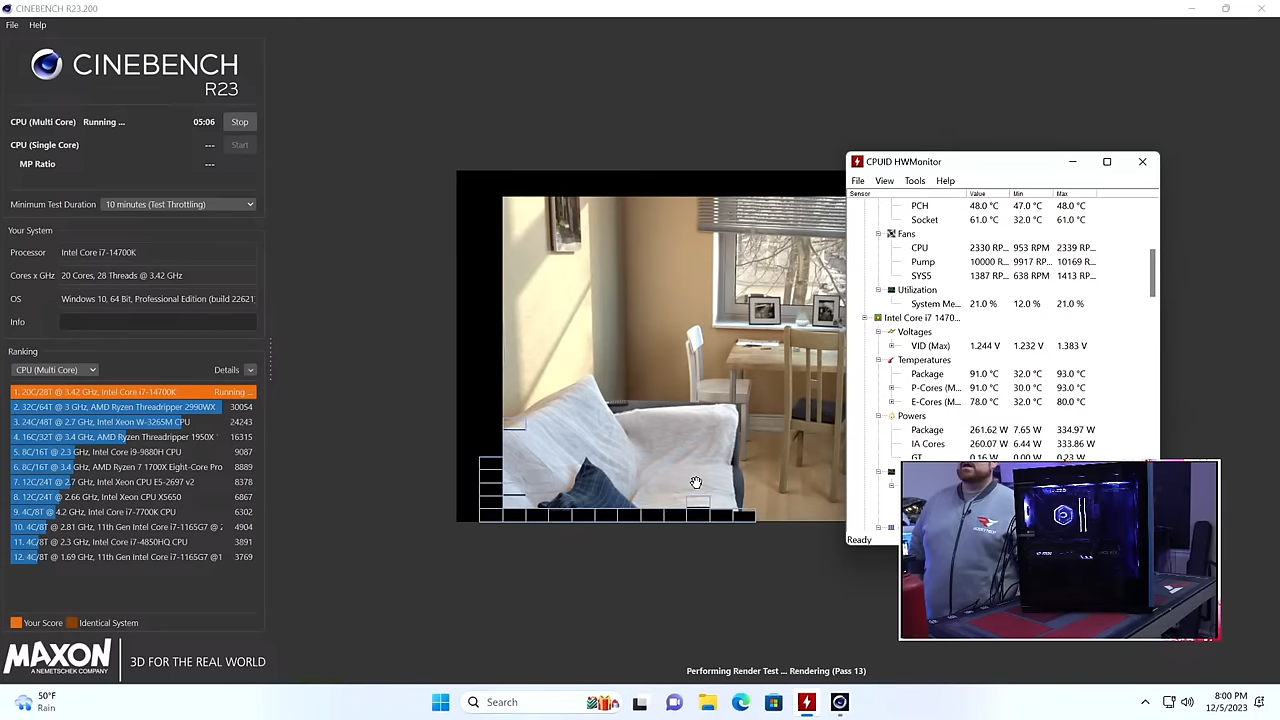 CINEBENCH R23.200
File Help
CINEBENCH
R23
CPU (Multi Core) Running ... 05:06 Stop
CPU (Single Core) --- Start
MP Ratio ---
Minimum Test Duration 10 minutes (Test Throttling)
Your System
Processor Intel Core i7-14700K
Cores x GHz 20 Cores, 28 Threads @ 3.42 GHz
OS Windows 10, 64 Bit, Professional Edition (build 22621)
Info
Ranking
CPU (Multi Core) Details
1. 20C/28T @ 3.42 GHz, Intel Core i7-14700K Running ...
2. 32C/64T @ 3 GHz, AMD Ryzen Threadripper 2990WX 30054
3. 24C/48T @ 2.7 GHz, Intel Xeon W-3265M CPU 24243
4. 16C/32T @ 3.4 GHz, AMD Ryzen Threadripper 1950X 16315
5. 8C/16T @ 2.3 GHz, Intel Core i9-9880H CPU 9087
6. 8C/16T @ 3.4 GHz, AMD Ryzen 7 1700X Eight-Core Pro 8889
7. 12C/24T @ 2.7 GHz, Intel Xeon CPU E5-2697 v2 8378
8. 12C/24T @ 2.66 GHz, Intel Xeon CPU X5650 6867
9. 4C/8T @ 4.2 GHz, Intel Core i7-7700K CPU 6302
10. 4C/8T @ 2.81 GHz, 11th Gen Intel Core i7-1165G7 @ 2 4904
11. 4C/8T @ 2.3 GHz, Intel Core i7-4850HQ CPU 3891
12. 4C/8T @ 1.69 GHz, 11th Gen Intel Core i7-1165G7 @1 3769
Your Score Identical System
MAXON
A NEMETSCHEK COMPANY
3D FOR THE REAL WORLD
CPUID HWMonitor
File View Tools Help
Sensor Value Min Max
PCH 48.0 °C 47.0 °C 48.0 °C
Socket 61.0 °C 32.0 °C 61.0 °C
Fans
CPU 2330 RP... 953 RPM 2339 RP...
Pump 10000 R... 9917 RP... 10169 R...
SYS5 1387 RP... 638 RPM 1413 RP...
Utilization
System Me... 21.0 % 12.0 % 21.0 %
Intel Core i7 1470...
Voltages
VID (Max) 1.244 V 1.232 V 1.383 V
Temperatures
Package 91.0 °C 32.0 °C 93.0 °C
P-Cores (M... 91.0 °C 30.0 °C 93.0 °C
E-Cores (M... 78.0 °C 32.0 °C 80.0 °C
Powers
Package 261.62 W 7.65 W 334.97 W
IA Cores 260.07 W 6.44 W 333.86 W
GT 0.16 W 0.00 W 0.23 W
Ready
Performing Render Test ... Rendering (Pass 13)
50°F
Rain
Search
8:00 PM
12/5/2023